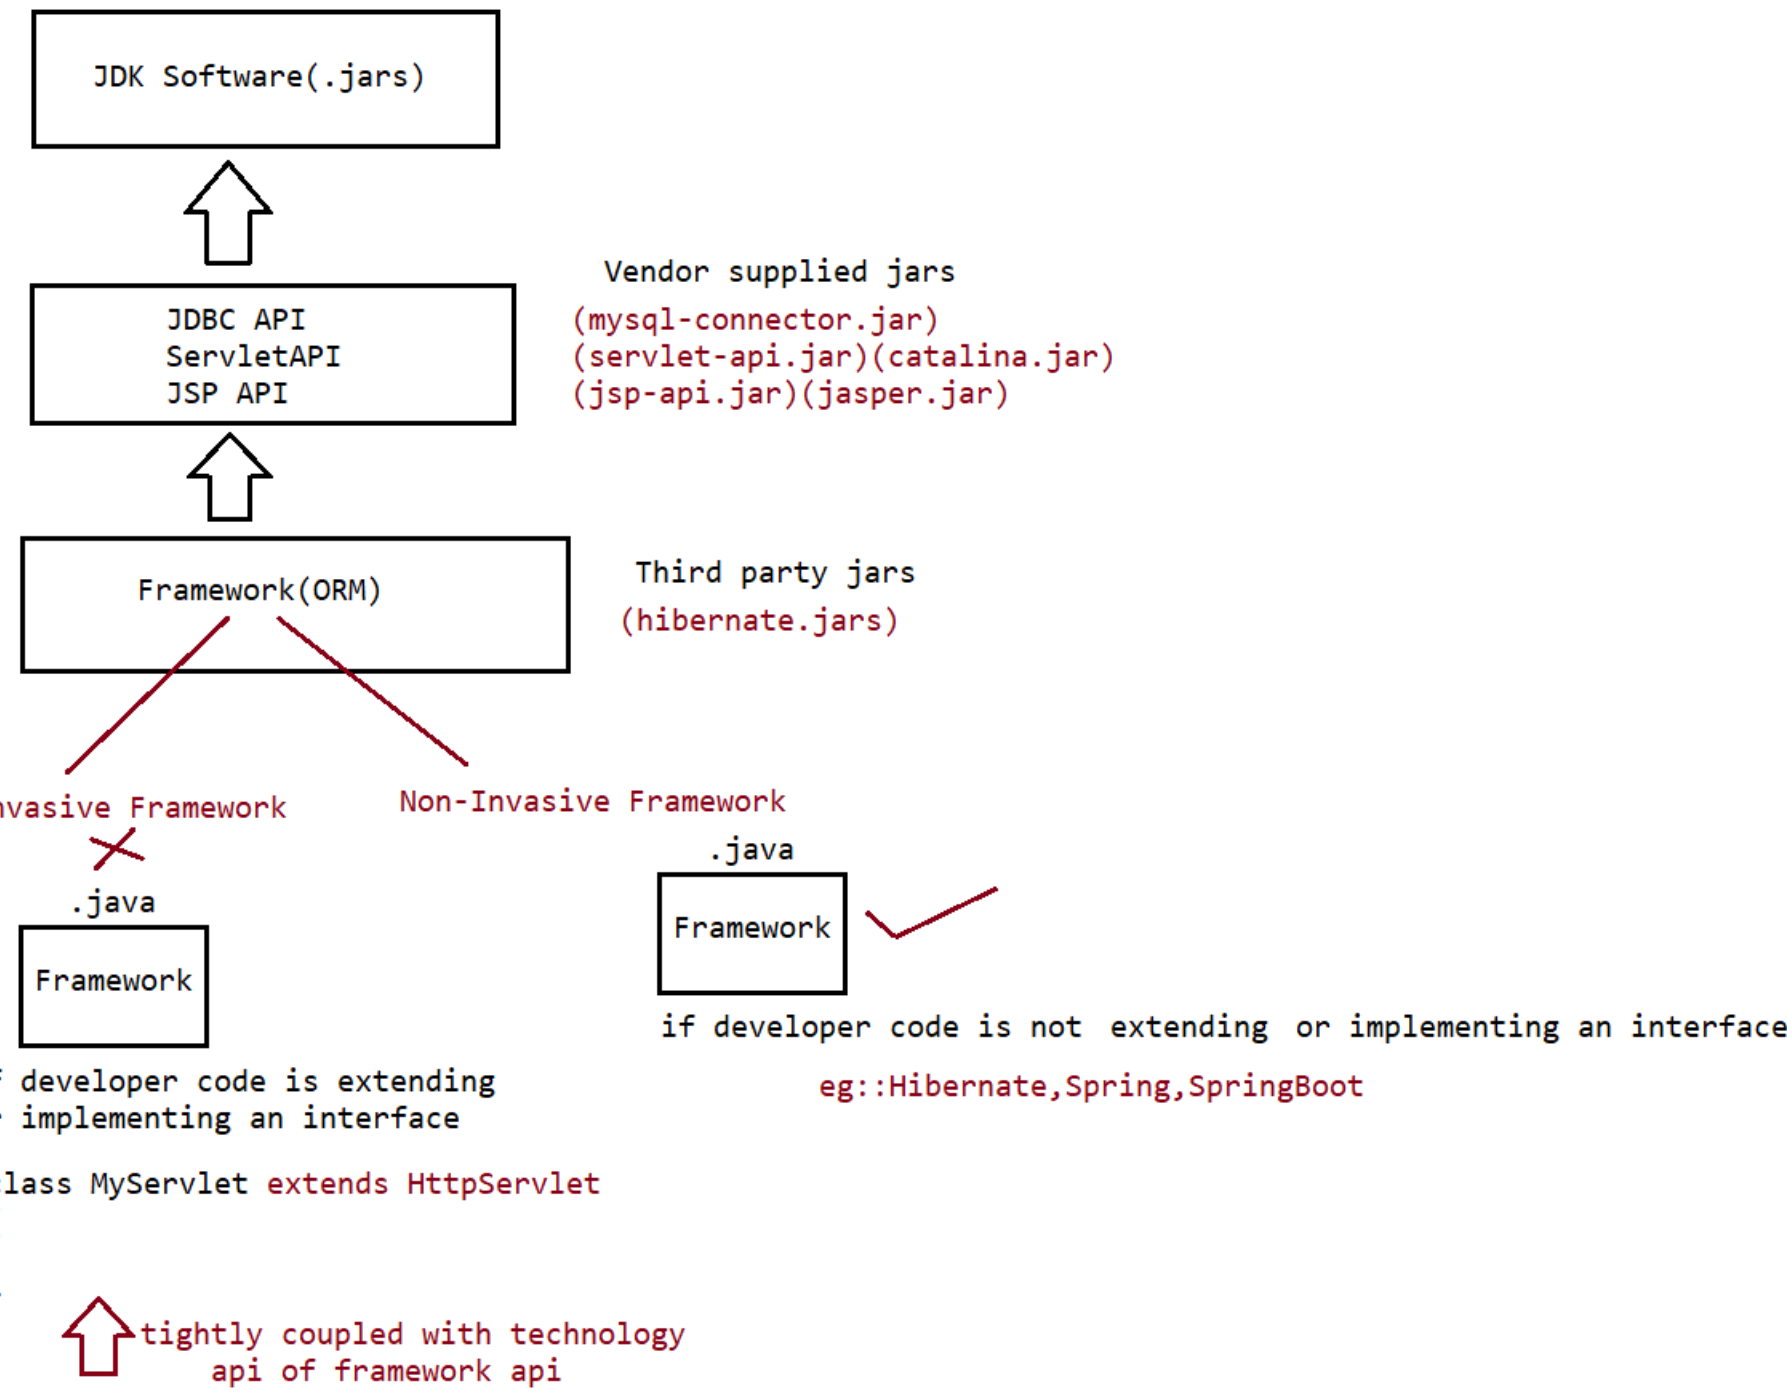 JDK Software(.jars)
Vendor supplied jars
JDBC API
(mysql-connector.jar)
ServletAPI
(servlet-api.jar)(catalina.jar)
JSP API
(jsp-api.jar)(jasper.jar)
Third party jars
Framework(ORM)
(hibernate.jars)
nvasive Framework
Non-Invasive Framework
.java
.java
Framework
Framework
if developer code is not extending or implementing an interface
developer code is extending
implementing an interface
eg::Hibernate,Spring,SpringBoot
lass MyServlet extends HttpServlet
tightly coupled with technology
api of framework api